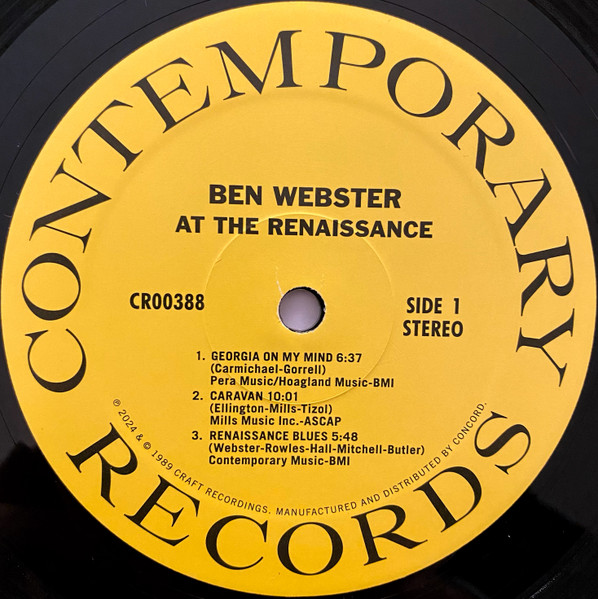 CONTEMPORARY
BEN WEBSTER
AT THE RENAISSANCE
CR00388
SIDE 1
STEREO
1. GEORGIA ON MY MIND 6:37
(Carmichael-Gorrell)
Pera Music/Hoagland Music-BMI
2. CARAVAN 10:01
(Ellington-Mills-Tizol)
Mills Music Inc.-ASCAP
3. RENAISSANCE BLUES 5:48
(Webster-Rowles-Hall-Mitchell-Butler)
Contemporary Music-BMI
℗ 2024 & © 1989 CRAFT RECORDINGS. MANUFACTURED AND DISTRIBUTED BY CONCORD.
RECORDS